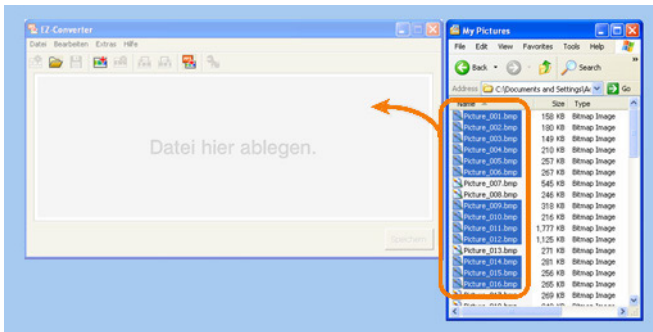 EZ-Converter
Datei Bearbeiten Extras Hilfe
Datei hier ablegen.
Speichern
My Pictures
File Edit View Favorites Tools Help
Back Search
Address C:\Documents and Settings\A Go
Name Size Type
Picture_001.bmp 158 KB Bitmap Image
Picture_002.bmp 180 KB Bitmap Image
Picture_003.bmp 149 KB Bitmap Image
Picture_004.bmp 210 KB Bitmap Image
Picture_005.bmp 257 KB Bitmap Image
Picture_006.bmp 267 KB Bitmap Image
Picture_007.bmp 545 KB Bitmap Image
Picture_008.bmp 246 KB Bitmap Image
Picture_009.bmp 318 KB Bitmap Image
Picture_010.bmp 216 KB Bitmap Image
Picture_011.bmp 1,777 KB Bitmap Image
Picture_012.bmp 1,125 KB Bitmap Image
Picture_013.bmp 271 KB Bitmap Image
Picture_014.bmp 281 KB Bitmap Image
Picture_015.bmp 256 KB Bitmap Image
Picture_016.bmp 265 KB Bitmap Image
269 KB Bitmap Image